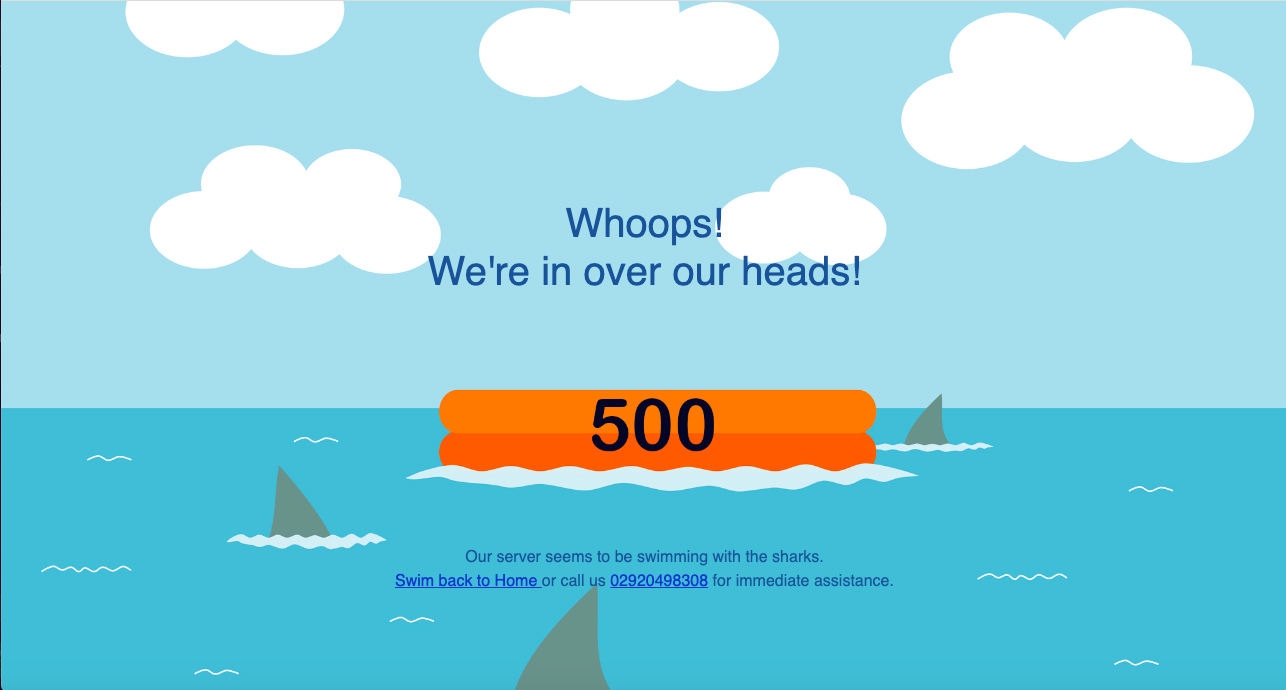 Whoops!
We're in over our heads!
500
Our server seems to be swimming with the sharks.
Swim back to Home or call us 02920498308 for immediate assistance.